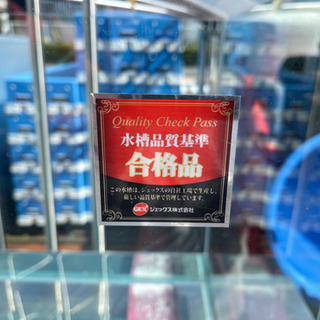 Quality Check Pass
水槽品質基準
合格品
この水槽は、ジェックスの自社工場で生産し、
厳しい品質基準で管理しています。
GEX ジェックス株式会社